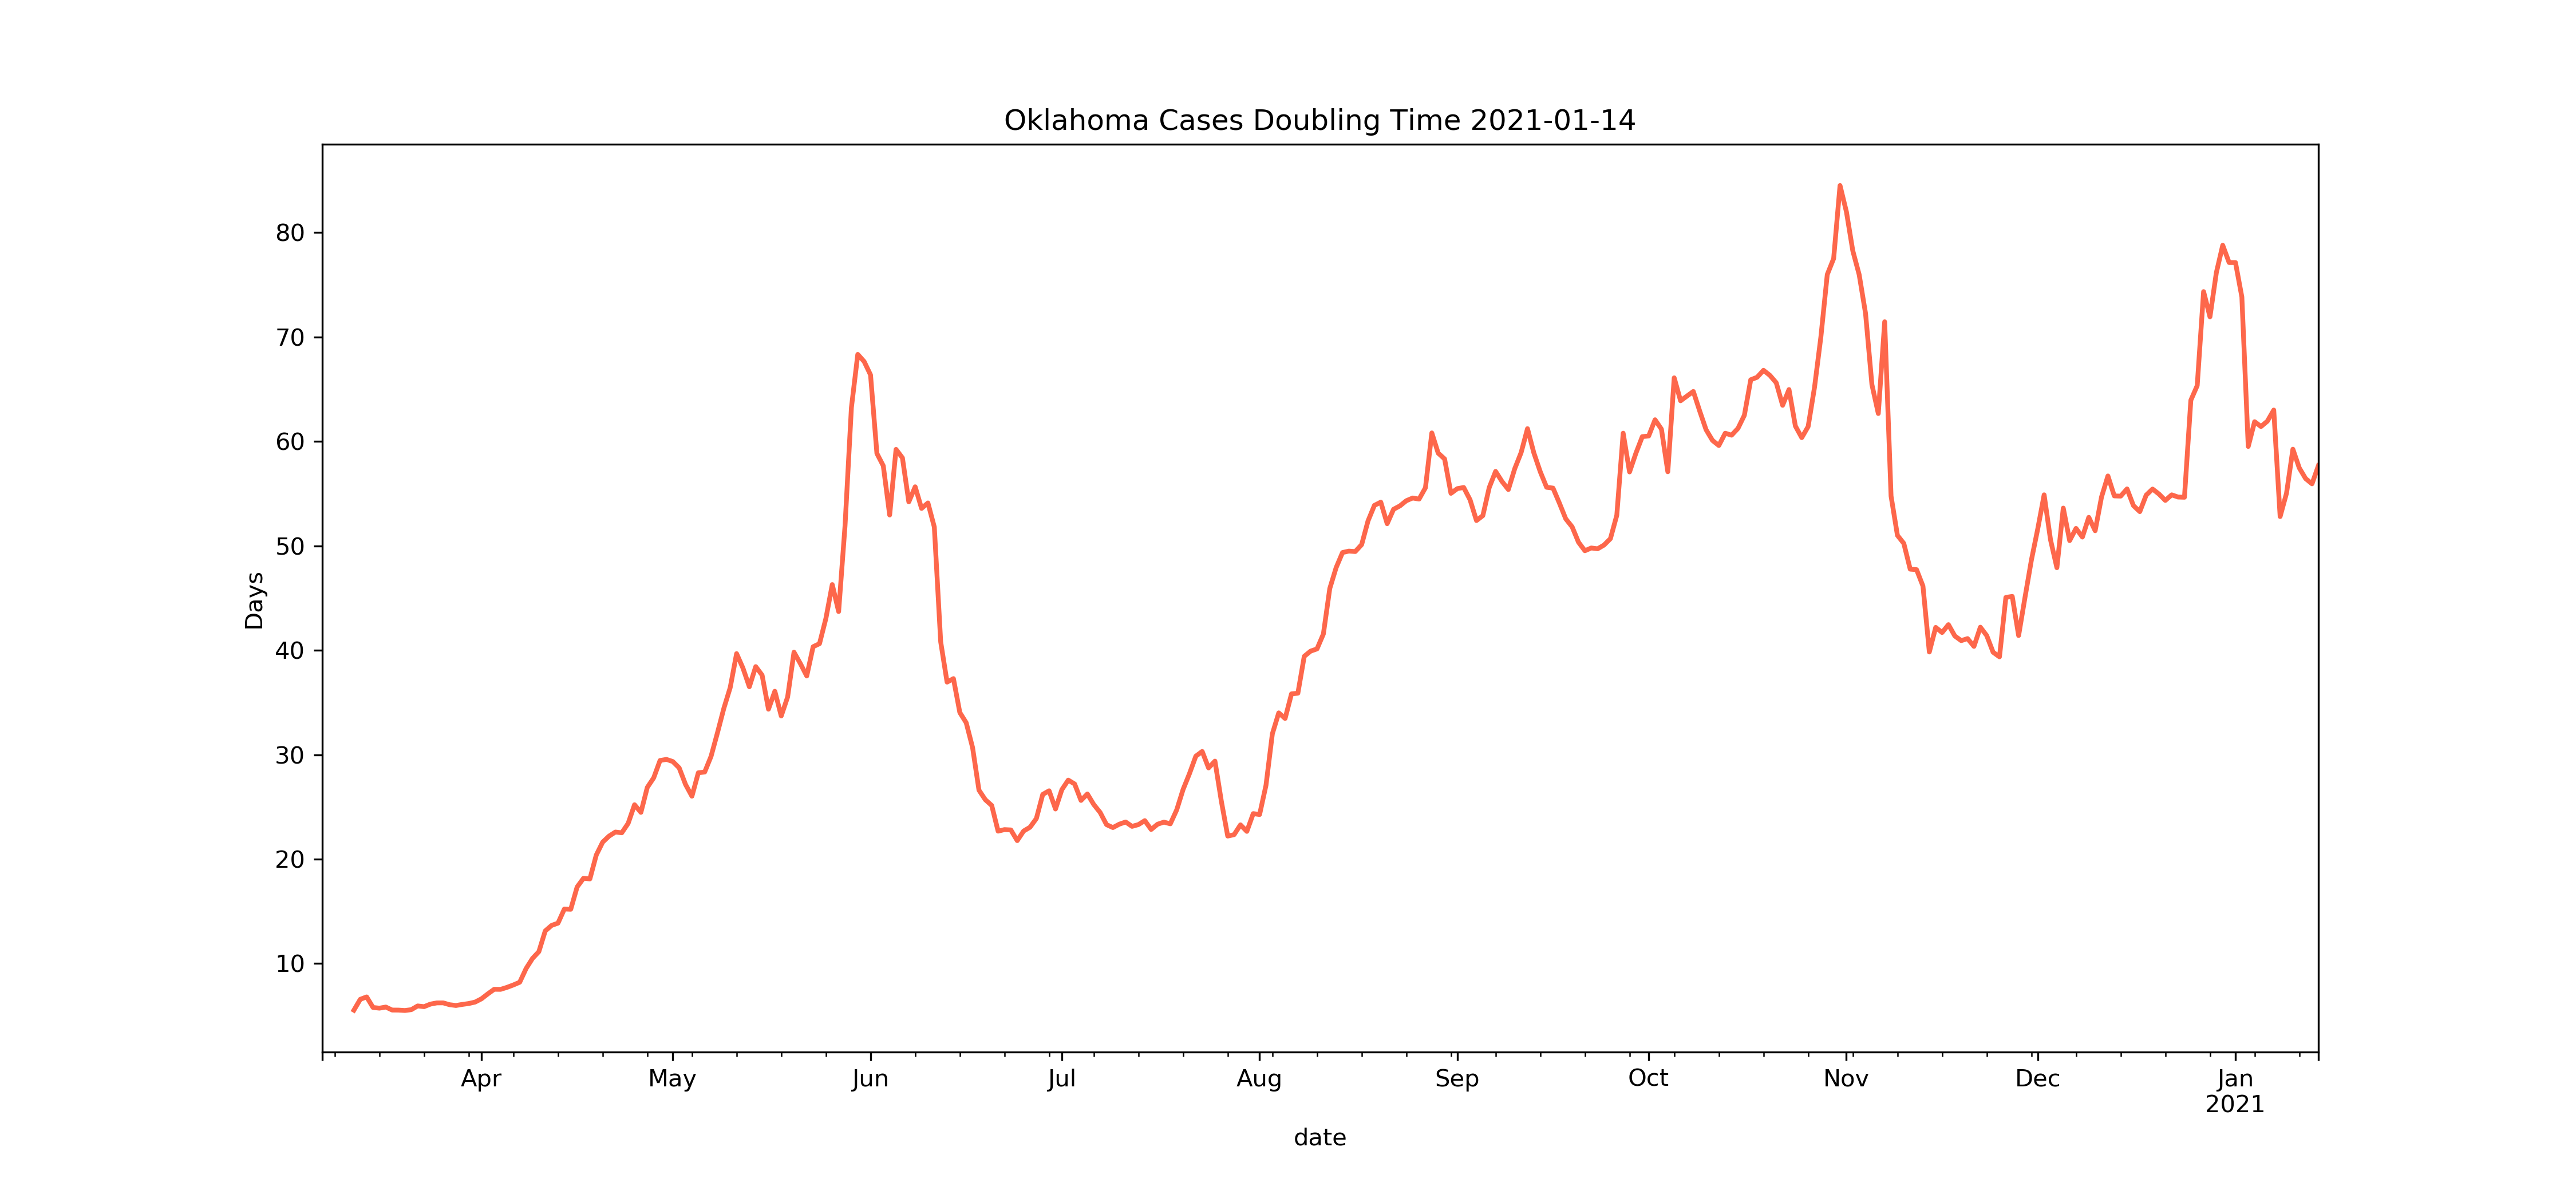 Oklahoma Cases Doubling Time 2021-01-14
80
70
60
50
40
30
20
10
Days
Apr May Jun Jul Aug Sep Oct Nov Dec Jan
2021
date